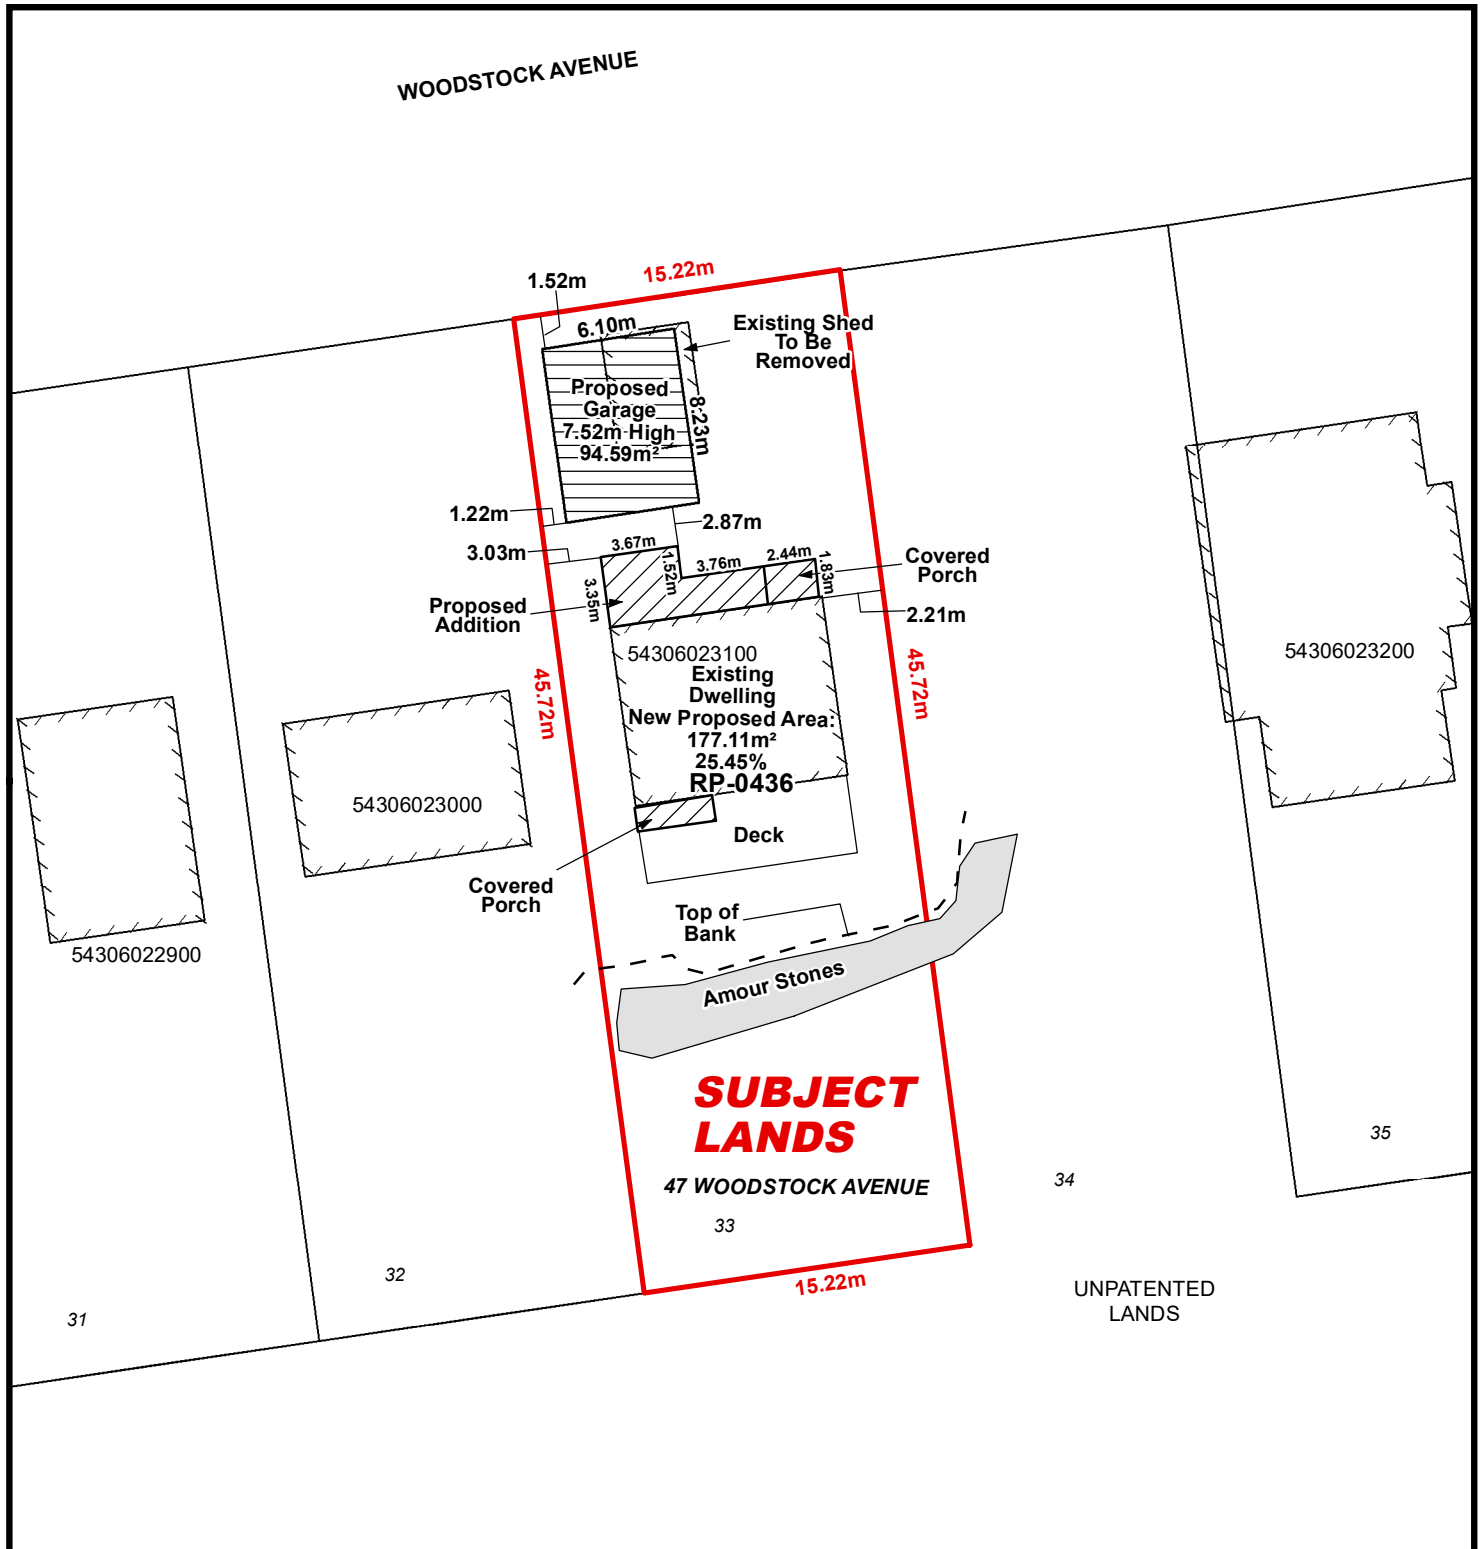 WOODSTOCK AVENUE
15.22m
1.52m
6.10m
Existing Shed
To Be
Removed
Proposed
Garage
7.52m High
94.59m²
8.23m
1.22m
2.87m
3.03m
3.67m
1.52m
3.76m
2.44m
1.83m
Covered
Porch
3.35m
Proposed
Addition
2.21m
54306023100
Existing
Dwelling
New Proposed Area:
177.11m²
25.45%
RP-0436
45.72m
45.72m
54306023200
54306023000
Deck
Covered
Porch
Top of
Bank
54306022900
Amour Stones
SUBJECT
LANDS
47 WOODSTOCK AVENUE
33
34
35
32
31
15.22m
UNPATENTED
LANDS